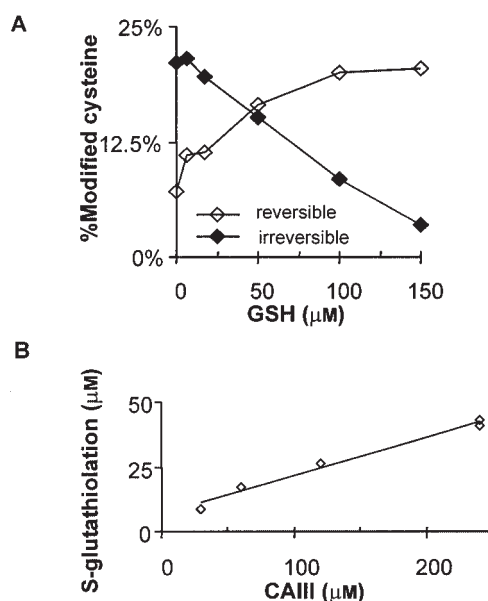 A
25%
12.5%
0%
%Modified cysteine
reversible
irreversible
0 50 100 150
GSH (µM)
B
50
25
0
S-glutathiolation (µM)
0 100 200
CAIII (µM)